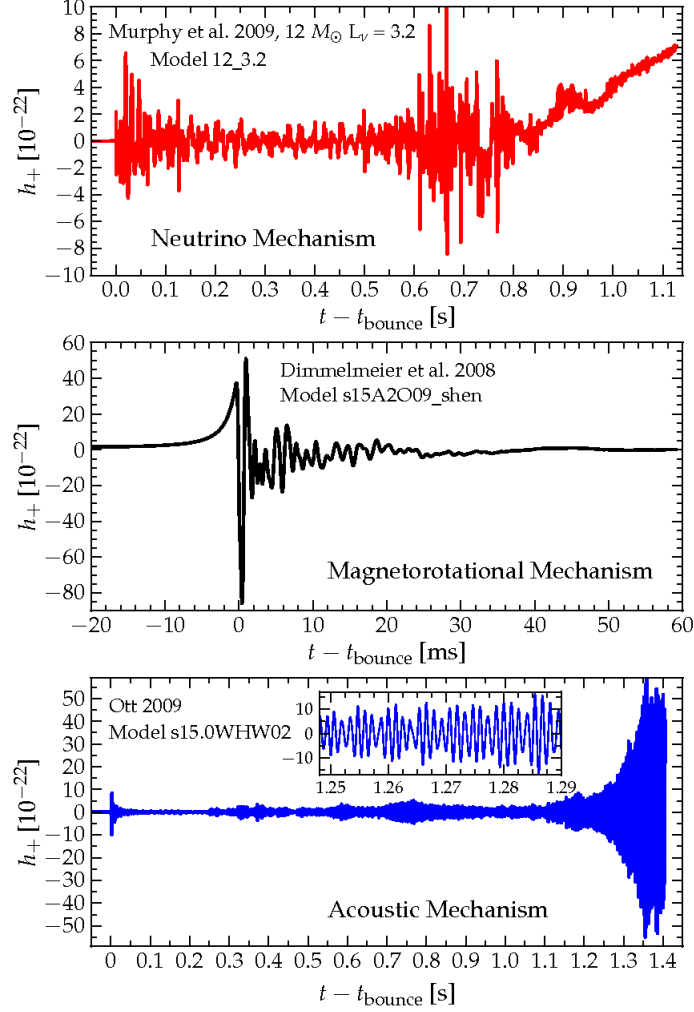 Murphy et al. 2009, 12 M⊙ Lν = 3.2
Model 12_3.2
h+ [10−22]
10
8
6
4
2
0
−2
−4
−6
−8
10
Neutrino Mechanism
0.0 0.1 0.2 0.3 0.4 0.5 0.6 0.7 0.8 0.9 1.0 1.1
t − tbounce [s]
Dimmelmeier et al. 2008
Model s15A2O09_shen
h+ [10−22]
60
40
20
0
−20
−40
−60
−80
Magnetorotational Mechanism
−20 −10 0 10 20 30 40 50 60
t − tbounce [ms]
Ott 2009
Model s15.0WHW02
h+ [10−22]
50
40
30
20
10
0
−10
−20
−30
−40
−50
10
0
−10
1.25 1.26 1.27 1.28 1.29
Acoustic Mechanism
0 0.1 0.2 0.3 0.4 0.5 0.6 0.7 0.8 0.9 1.0 1.1 1.2 1.3 1.4
t − tbounce [s]